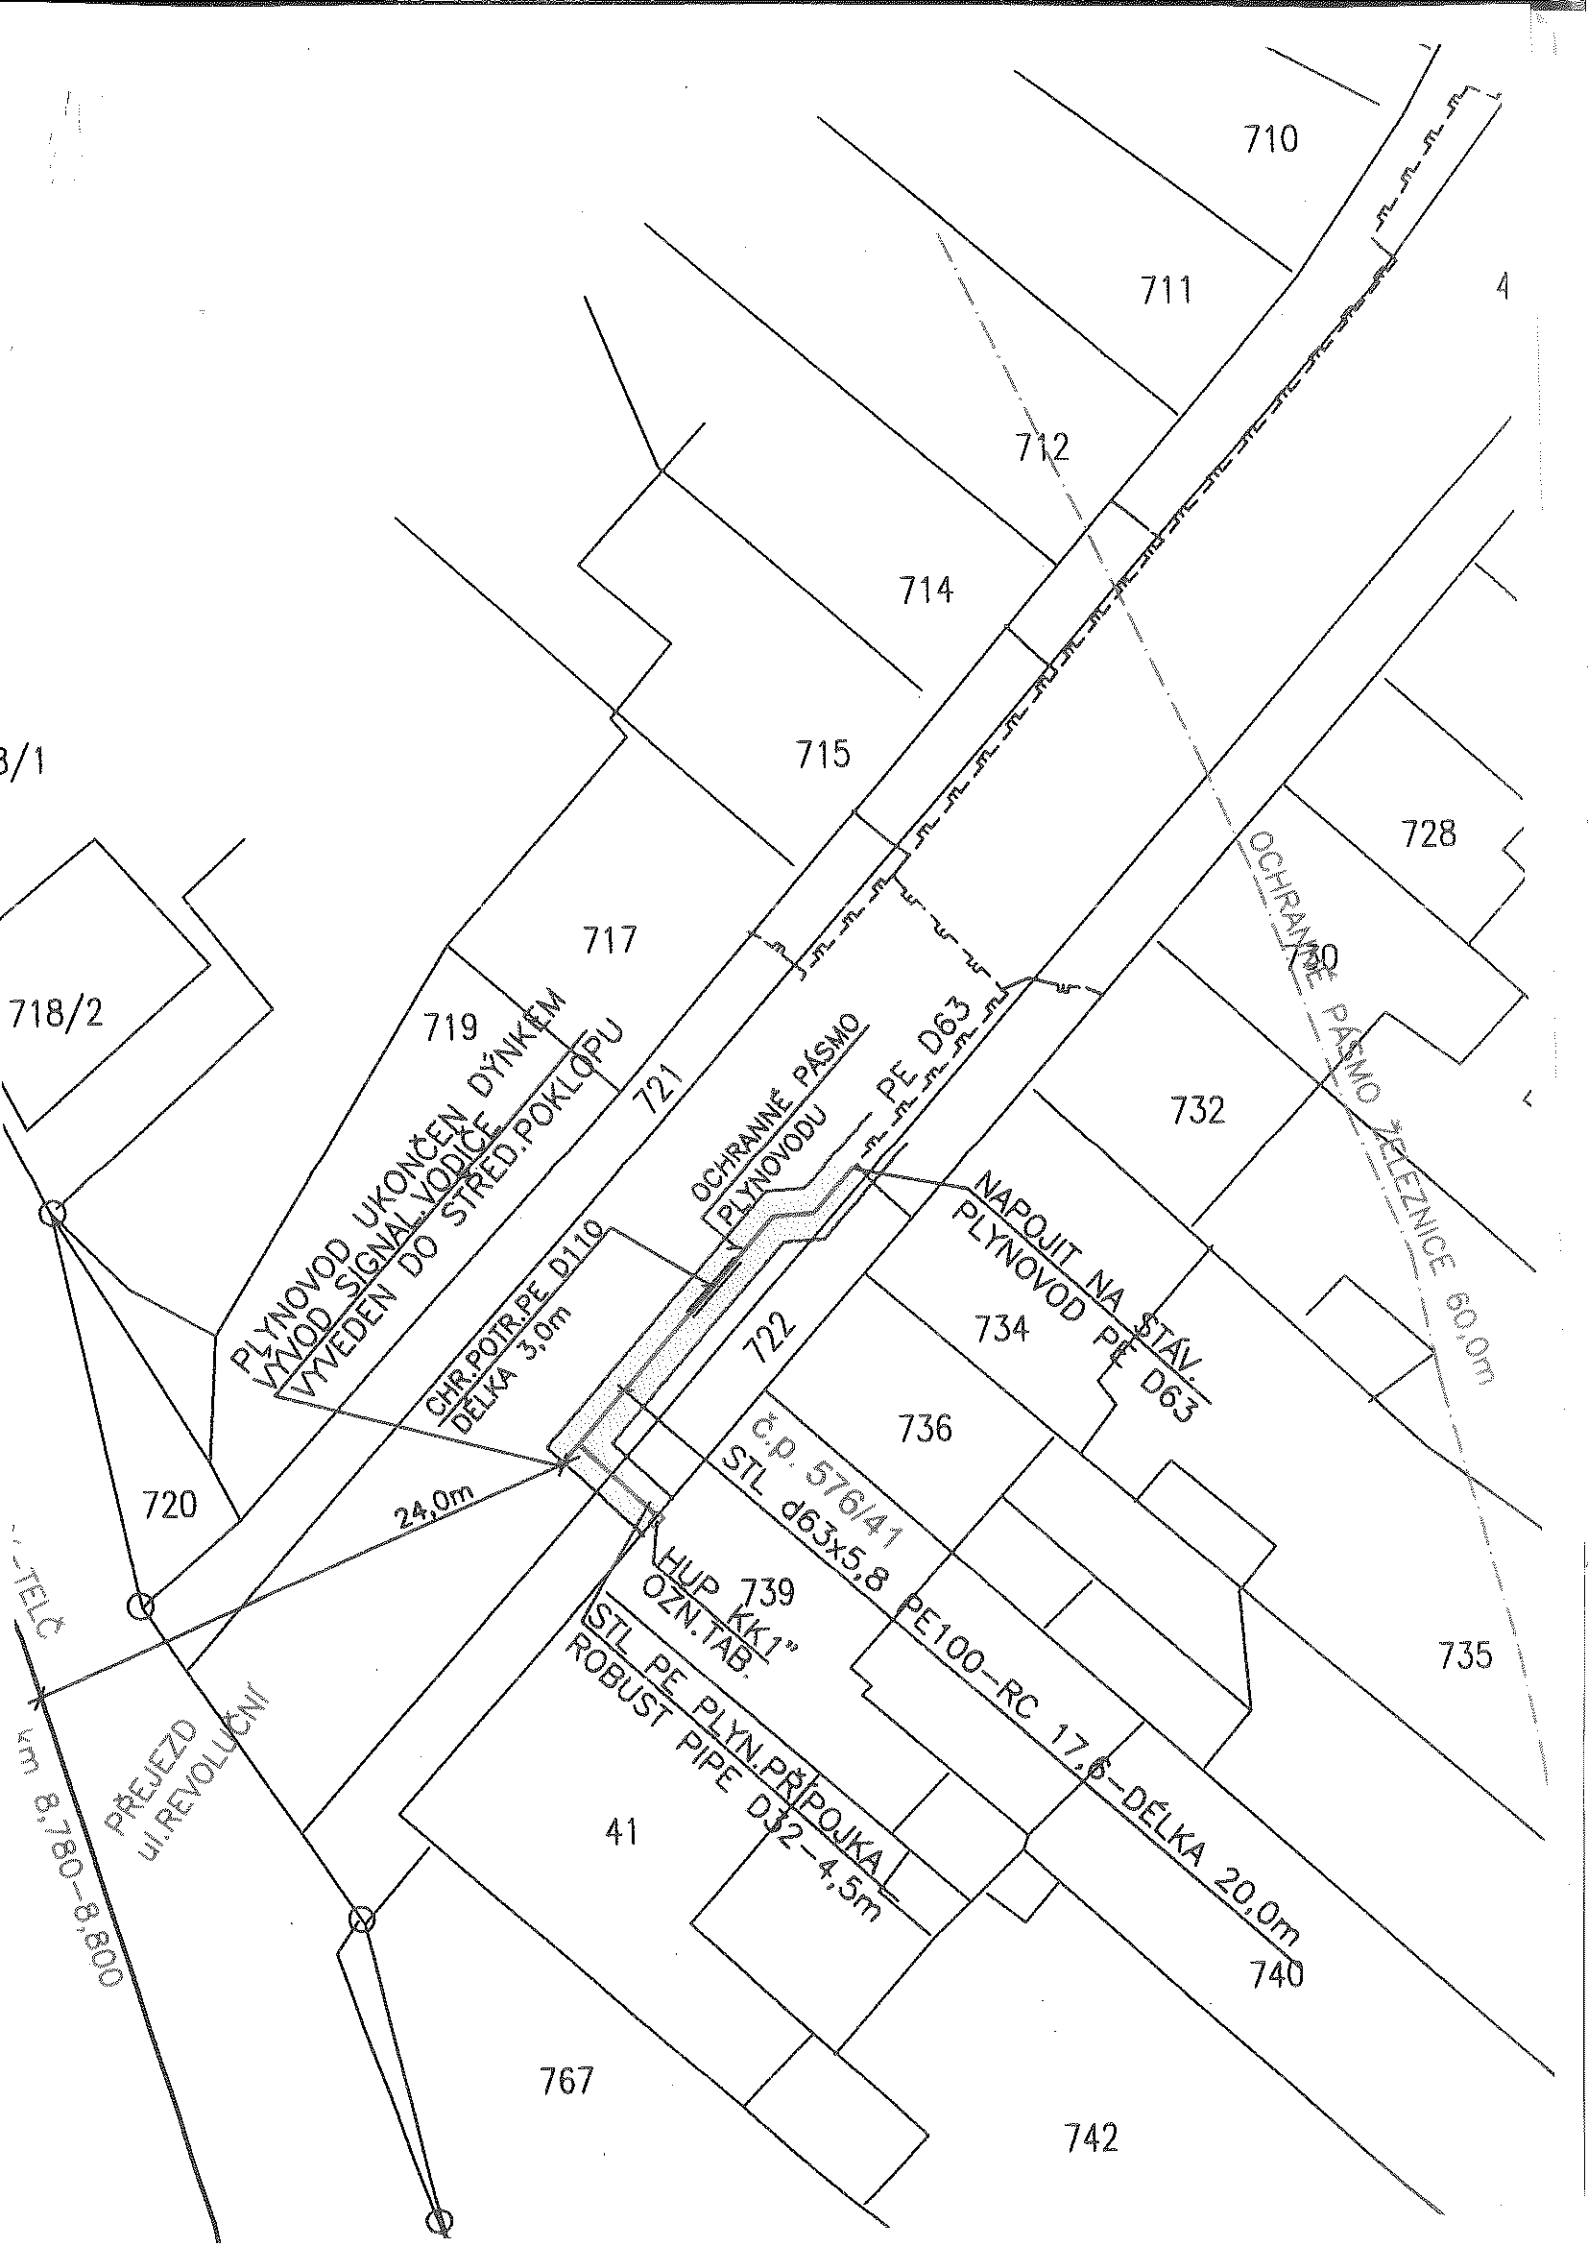 710
711
4
712
714
715
3/1
728
OCHRANNÉ PÁSMO ŽELEZNICE 60,0m
730
717
718/2
719
721
PLYNOVOD UKONČEN DÝNKEM
VÝVOD SIGNAL.VODIČE
VYVEDEN DO STŘED.POKLOPU
OCHRANNÉ PÁSMO
PLYNOVODU
PE D63
732
NAPOJIT NA STÁV.
PLYNOVOD PE D63
CHR.POTR.PE D110
DÉLKA 3,0m
722
734
736
č.p. 576/41
STL d63x5,8 PE100-RC 17,6-DÉLKA 20,0m
720
24,0m
-TELČ
HUP KK1"
OZN.TAB.
739
STL PE PLYN.PŘÍPOJKA
ROBUST PIPE D32-4,5m
735
km 8,780-8,800
PŘEJEZD
ul.REVOLUČNÍ
41
740
767
742